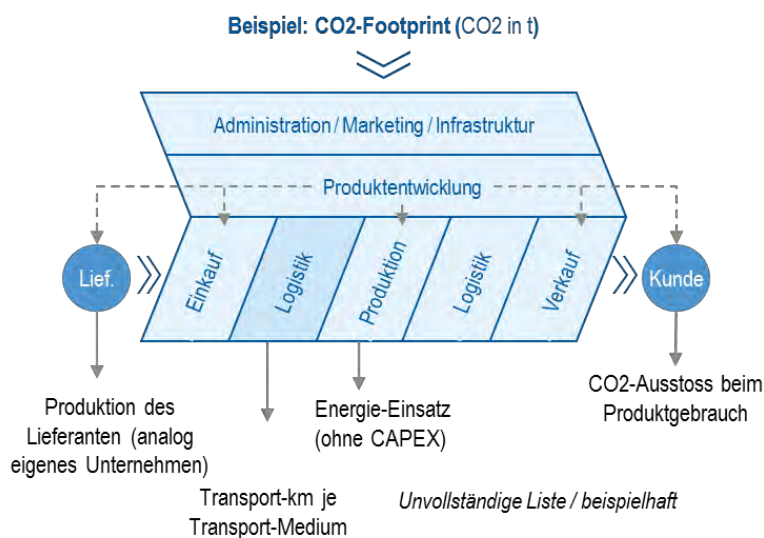 Beispiel: CO2-Footprint (CO2 in t)
Administration / Marketing / Infrastruktur
Produktentwicklung
Lief.
Einkauf
Logistik
Produktion
Logistik
Verkauf
Kunde
Produktion des
Lieferanten (analog
eigenes Unternehmen)
Energie-Einsatz
(ohne CAPEX)
CO2-Ausstoss beim
Produktgebrauch
Transport-km je
Transport-Medium
Unvollständige Liste / beispielhaft